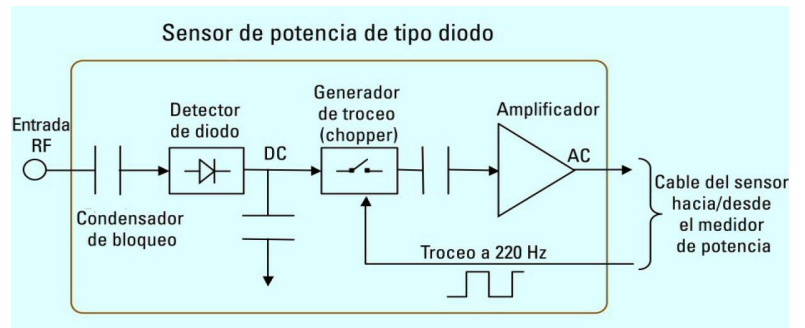 Sensor de potencia de tipo diodo
Entrada
RF
Condensador
de bloqueo
Detector
de diodo
DC
Generador
de troceo
(chopper)
Amplificador
AC
Troceo a 220 Hz
Cable del sensor
hacia/desde
el medidor
de potencia